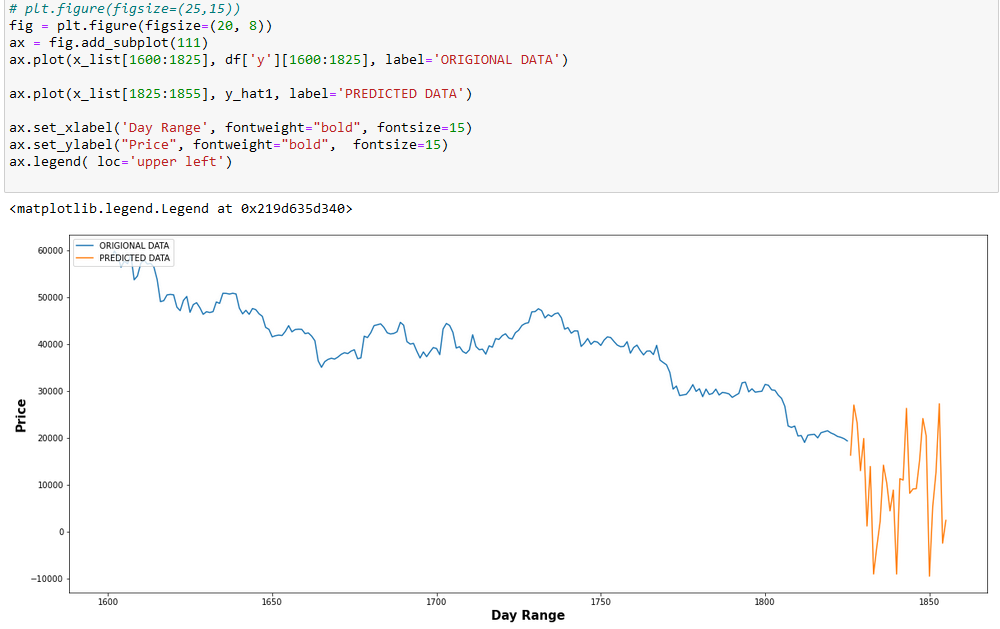 # plt.figure(figsize=(25,15))
fig = plt.figure(figsize=(20, 8))
ax = fig.add_subplot(111)
ax.plot(x_list[1600:1825], df['y'][1600:1825], label='ORIGIONAL DATA')
ax.plot(x_list[1825:1855], y_hat1, label='PREDICTED DATA')
ax.set_xlabel('Day Range', fontweight="bold", fontsize=15)
ax.set_ylabel("Price", fontweight="bold",  fontsize=15)
ax.legend( loc='upper left')
<matplotlib.legend.Legend at 0x219d635d340>
ORIGIONAL DATA
PREDICTED DATA
60000
50000
40000
30000
20000
10000
0
−10000
Price
1600
1650
1700
1750
1800
1850
Day Range